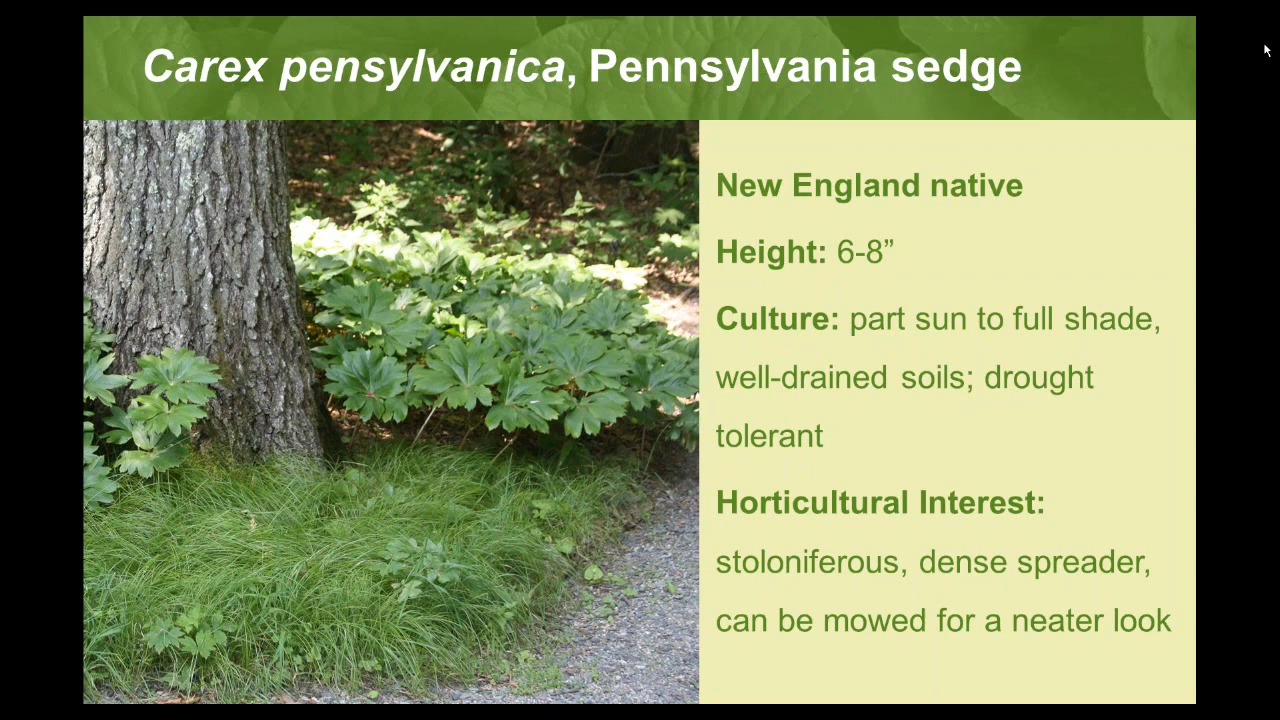 Carex pensylvanica, Pennsylvania sedge
New England native
Height: 6-8”
Culture: part sun to full shade,
well-drained soils; drought
tolerant
Horticultural Interest:
stoloniferous, dense spreader,
can be mowed for a neater look